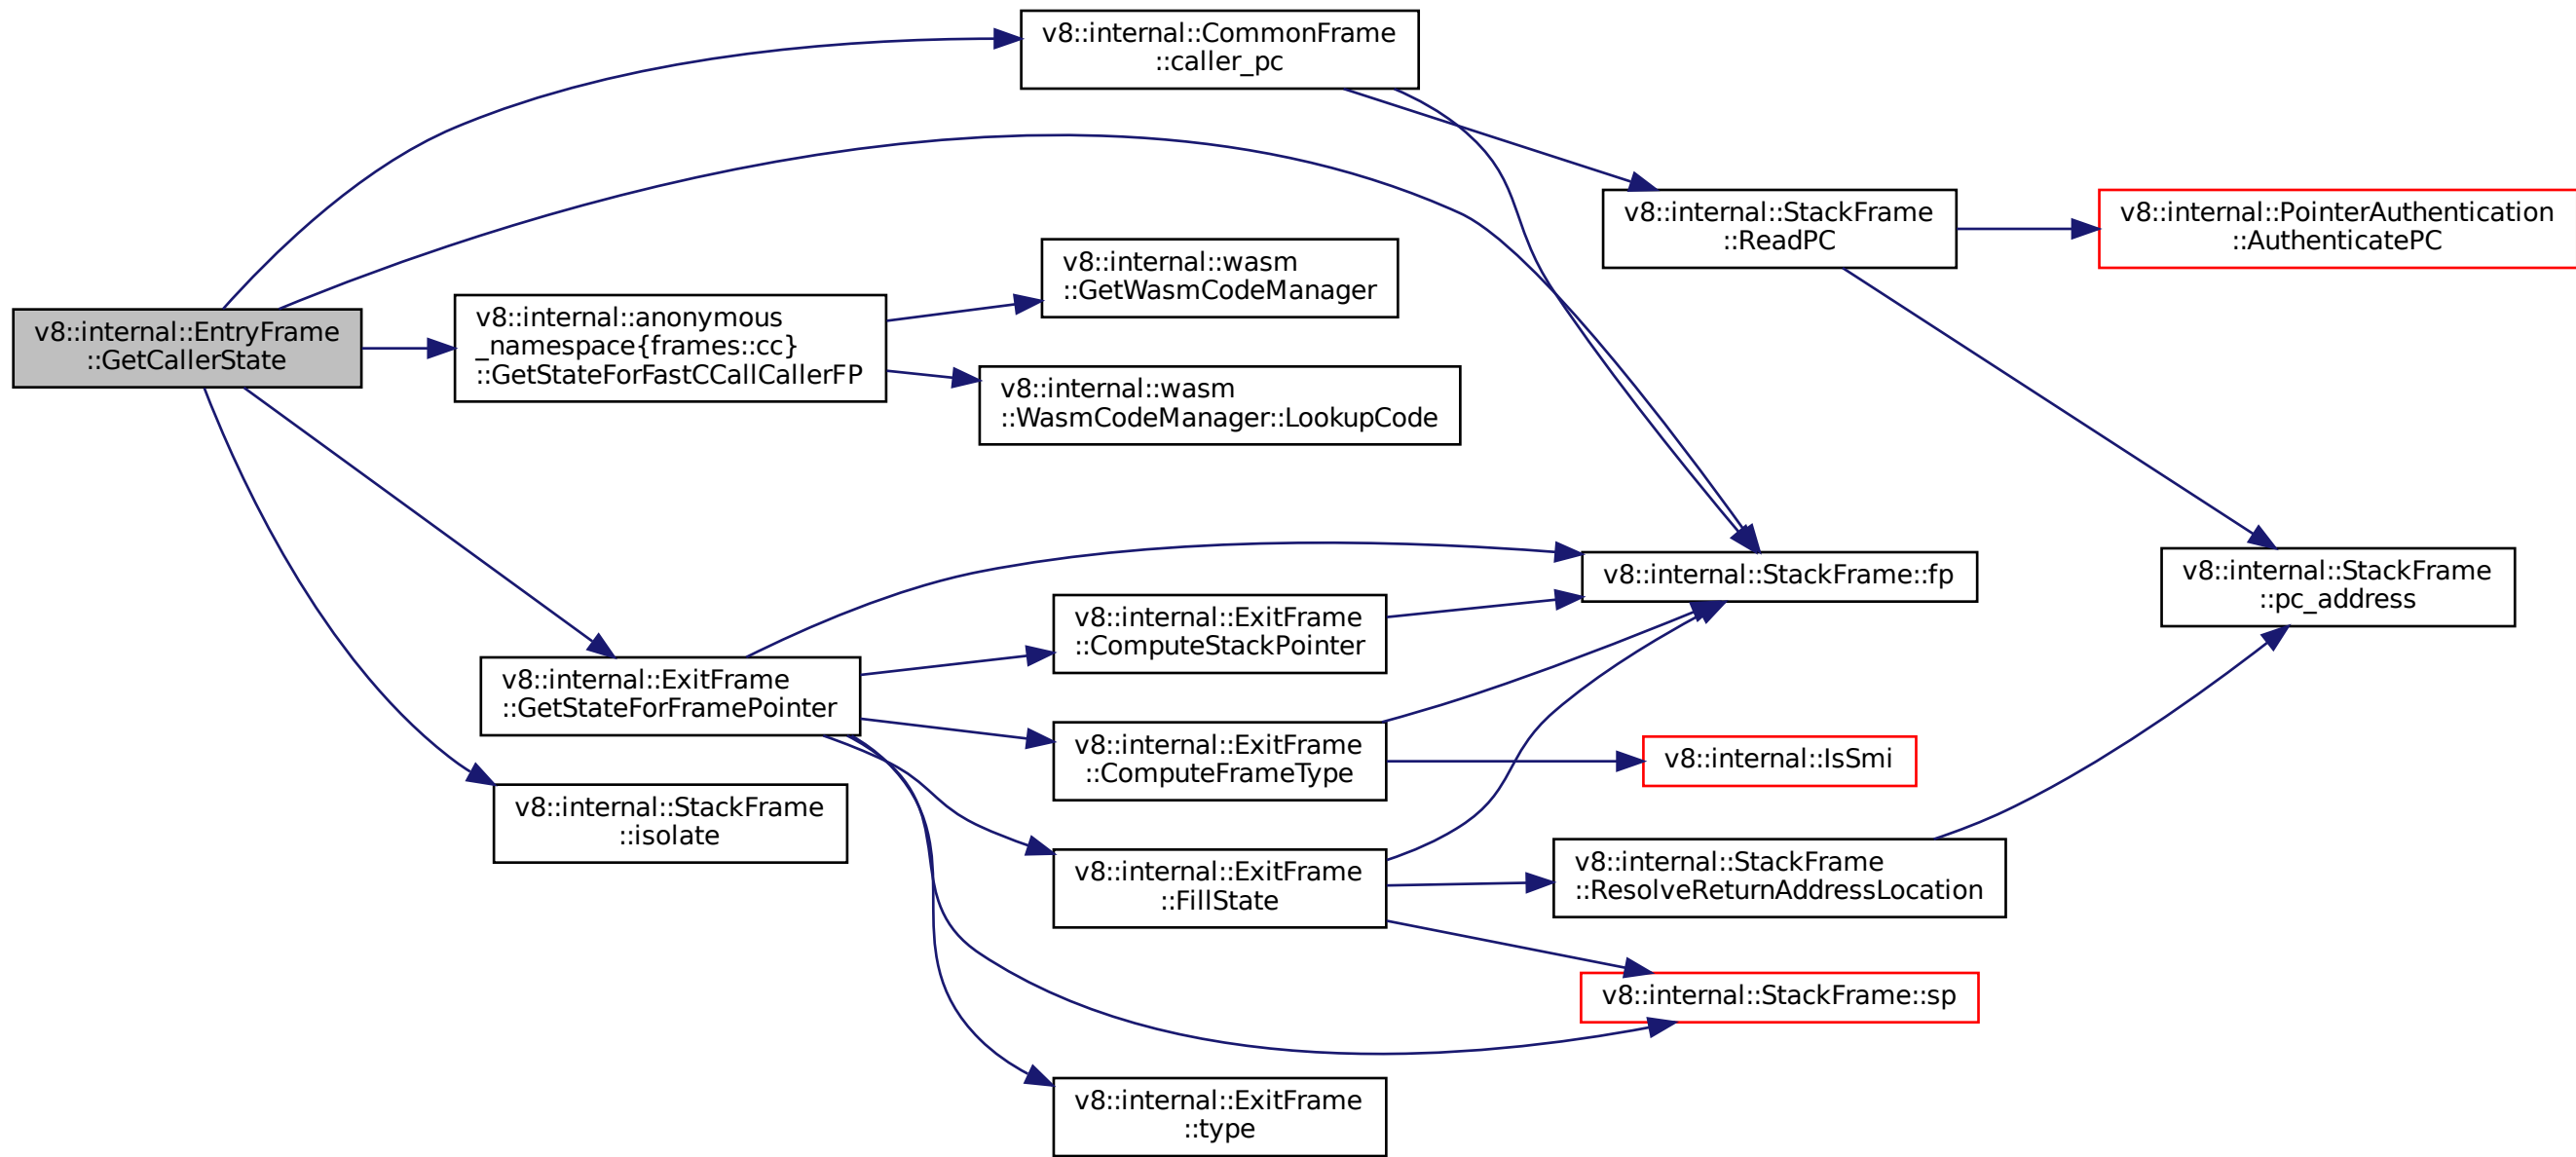 v8::internal::EntryFrame
::GetCallerState
v8::internal::CommonFrame
::caller_pc
v8::internal::StackFrame
::ReadPC
v8::internal::PointerAuthentication
::AuthenticatePC
v8::internal::wasm
::GetWasmCodeManager
v8::internal::anonymous
_namespace{frames::cc}
::GetStateForFastCCallCallerFP
v8::internal::wasm
::WasmCodeManager::LookupCode
v8::internal::StackFrame::fp
v8::internal::StackFrame
::pc_address
v8::internal::ExitFrame
::ComputeStackPointer
v8::internal::ExitFrame
::GetStateForFramePointer
v8::internal::ExitFrame
::ComputeFrameType
v8::internal::IsSmi
v8::internal::StackFrame
::isolate
v8::internal::ExitFrame
::FillState
v8::internal::StackFrame
::ResolveReturnAddressLocation
v8::internal::StackFrame::sp
v8::internal::ExitFrame
::type